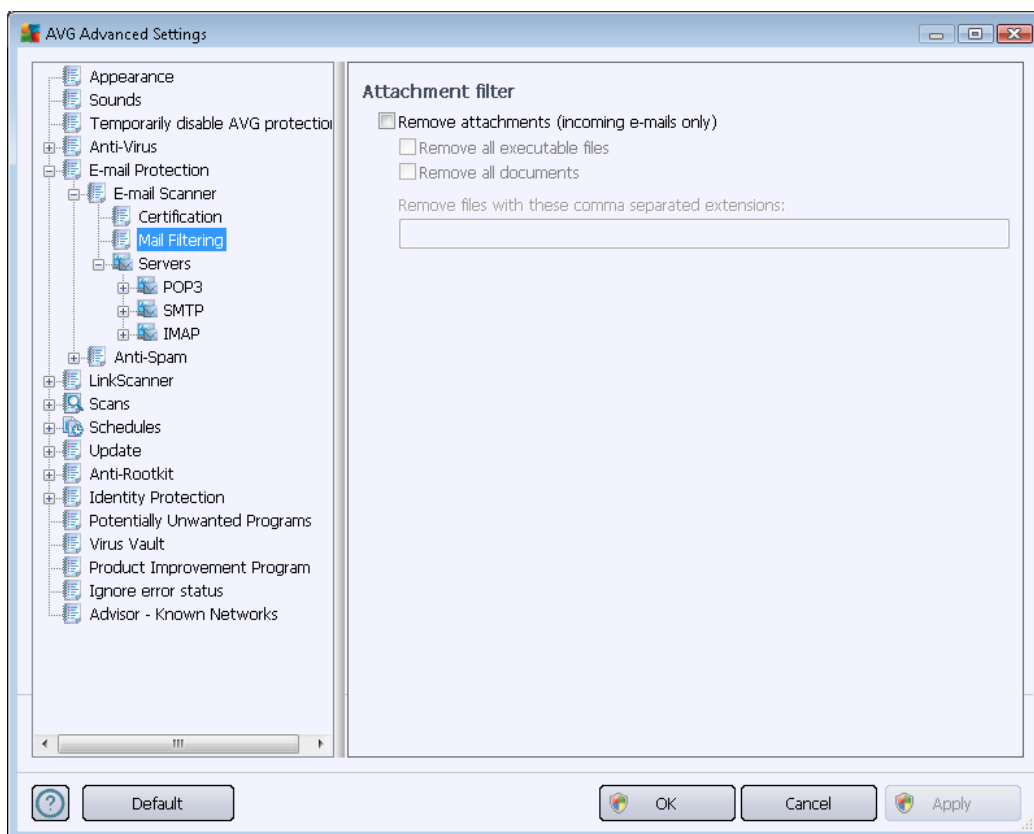 AVG Advanced Settings
Appearance
Sounds
Temporarily disable AVG protection
Anti-Virus
E-mail Protection
E-mail Scanner
Certification
Mail Filtering
Servers
POP3
SMTP
IMAP
Anti-Spam
LinkScanner
Scans
Schedules
Update
Anti-Rootkit
Identity Protection
Potentially Unwanted Programs
Virus Vault
Product Improvement Program
Ignore error status
Advisor - Known Networks
Attachment filter
Remove attachments (incoming e-mails only)
Remove all executable files
Remove all documents
Remove files with these comma separated extensions:
?
Default
OK
Cancel
Apply